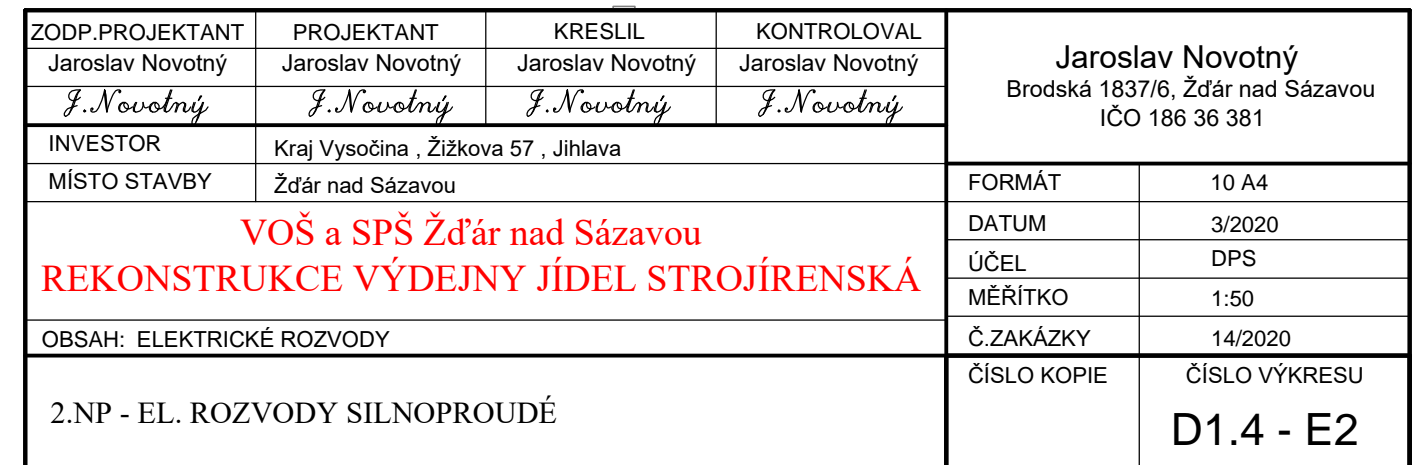 ZODP.PROJEKTANT PROJEKTANT KRESLIL KONTROLOVAL
Jaroslav Novotný Jaroslav Novotný Jaroslav Novotný Jaroslav Novotný
J.Novotný J.Novotný J.Novotný J.Novotný
Jaroslav Novotný
Brodská 1837/6, Žďár nad Sázavou
IČO 186 36 381
INVESTOR Kraj Vysočina , Žižkova 57 , Jihlava
MÍSTO STAVBY Žďár nad Sázavou
VOŠ a SPŠ Žďár nad Sázavou
REKONSTRUKCE VÝDEJNY JÍDEL STROJÍRENSKÁ
FORMÁT 10 A4
DATUM 3/2020
ÚČEL DPS
MĚŘÍTKO 1:50
OBSAH: ELEKTRICKÉ ROZVODY
Č.ZAKÁZKY 14/2020
2.NP - EL. ROZVODY SILNOPROUDÉ
ČÍSLO KOPIE ČÍSLO VÝKRESU
D1.4 - E2